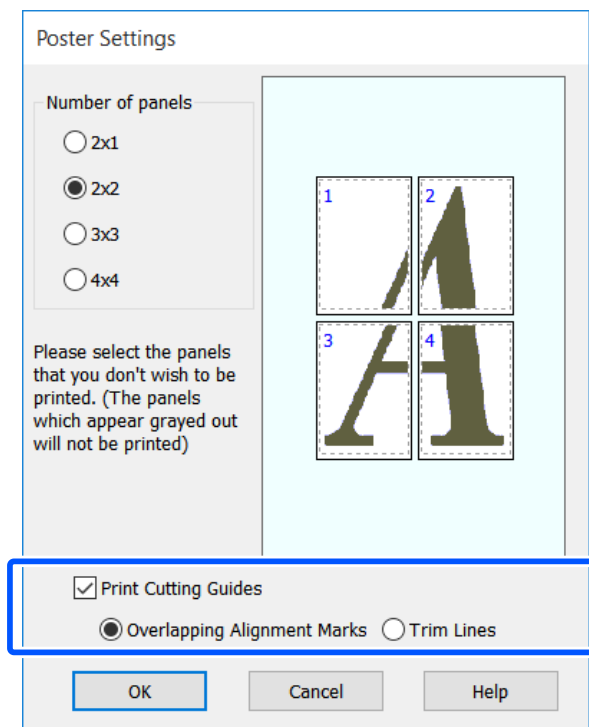 Poster Settings
Number of panels
2x1
2x2
3x3
4x4
Please select the panels
that you don't wish to be
printed. (The panels
which appear grayed out
will not be printed)
1
2
3
4
A
Print Cutting Guides
Overlapping Alignment Marks
Trim Lines
OK
Cancel
Help